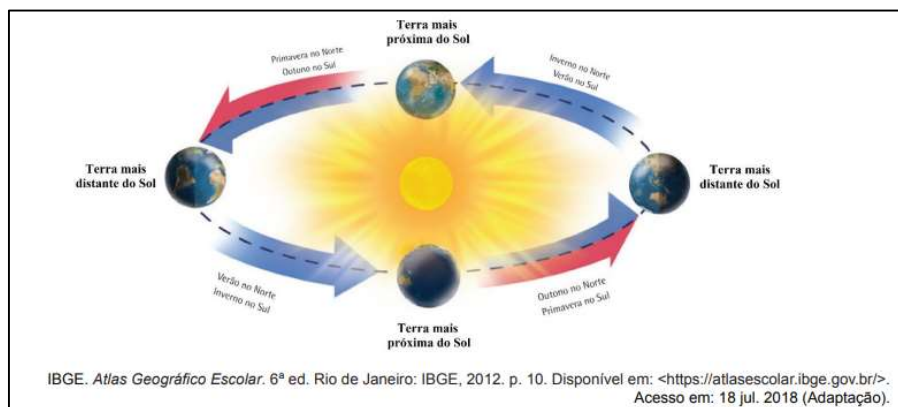 Terra mais
próxima do Sol
Primavera no Norte
Outono no Sul
Inverno no Norte
Verão no Sul
Terra mais
distante do Sol
Terra mais
distante do Sol
Verão no Norte
Inverno no Sul
Outono no Norte
Primavera no Sul
Terra mais
próxima do Sol
IBGE. Atlas Geográfico Escolar. 6ª ed. Rio de Janeiro: IBGE, 2012. p. 10. Disponível em: <https://atlasescolar.ibge.gov.br/>.
Acesso em: 18 jul. 2018 (Adaptação).